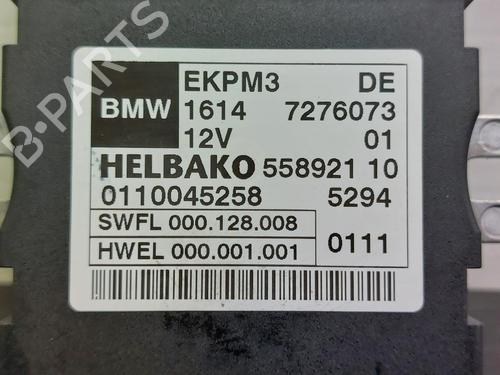 EKPM3 DE
BMW 1614 7276073
12V 01
HELBAKO 558921 10
0110045258 5294
SWFL 000.128.008
HWEL 000.001.001 0111
B-PARTS